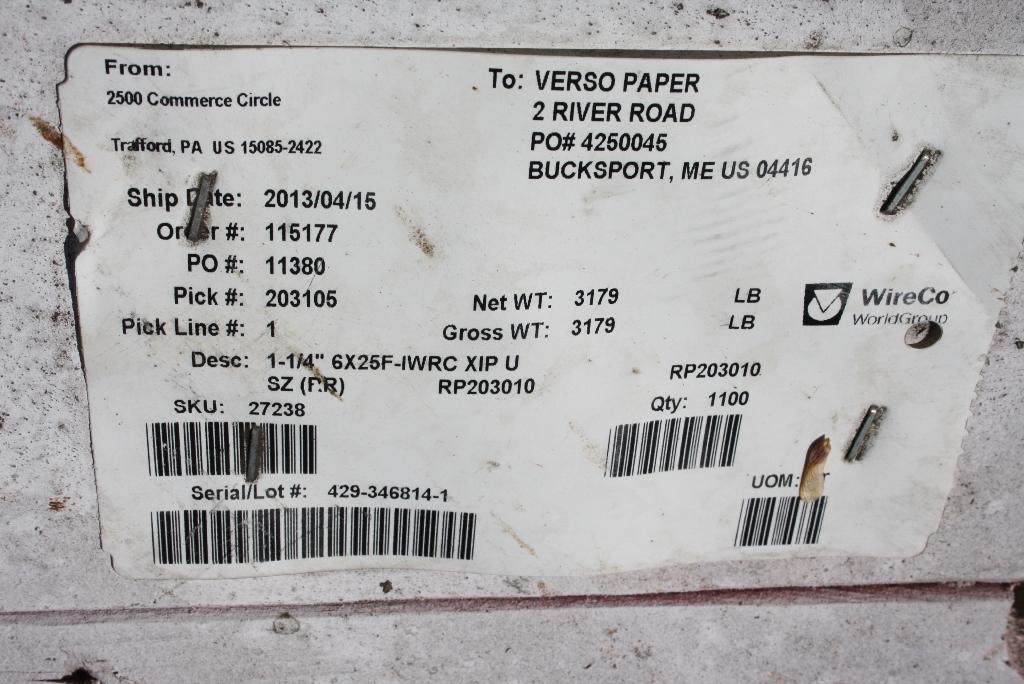 From:
2500 Commerce Circle
Trafford, PA US 15085-2422
To: VERSO PAPER
2 RIVER ROAD
PO# 4250045
BUCKSPORT, ME US 04416
Ship Date: 2013/04/15
Order #: 115177
PO #: 11380
Pick #: 203105
Pick Line #: 1
Net WT: 3179 LB
Gross WT: 3179 LB
WireCo
WorldGroup
Desc: 1-1/4" 6X25F-IWRC XIP U
SZ (P.R) RP203010
RP203010
SKU: 27238
Qty: 1100
Serial/Lot #: 429-346814-1
UOM: